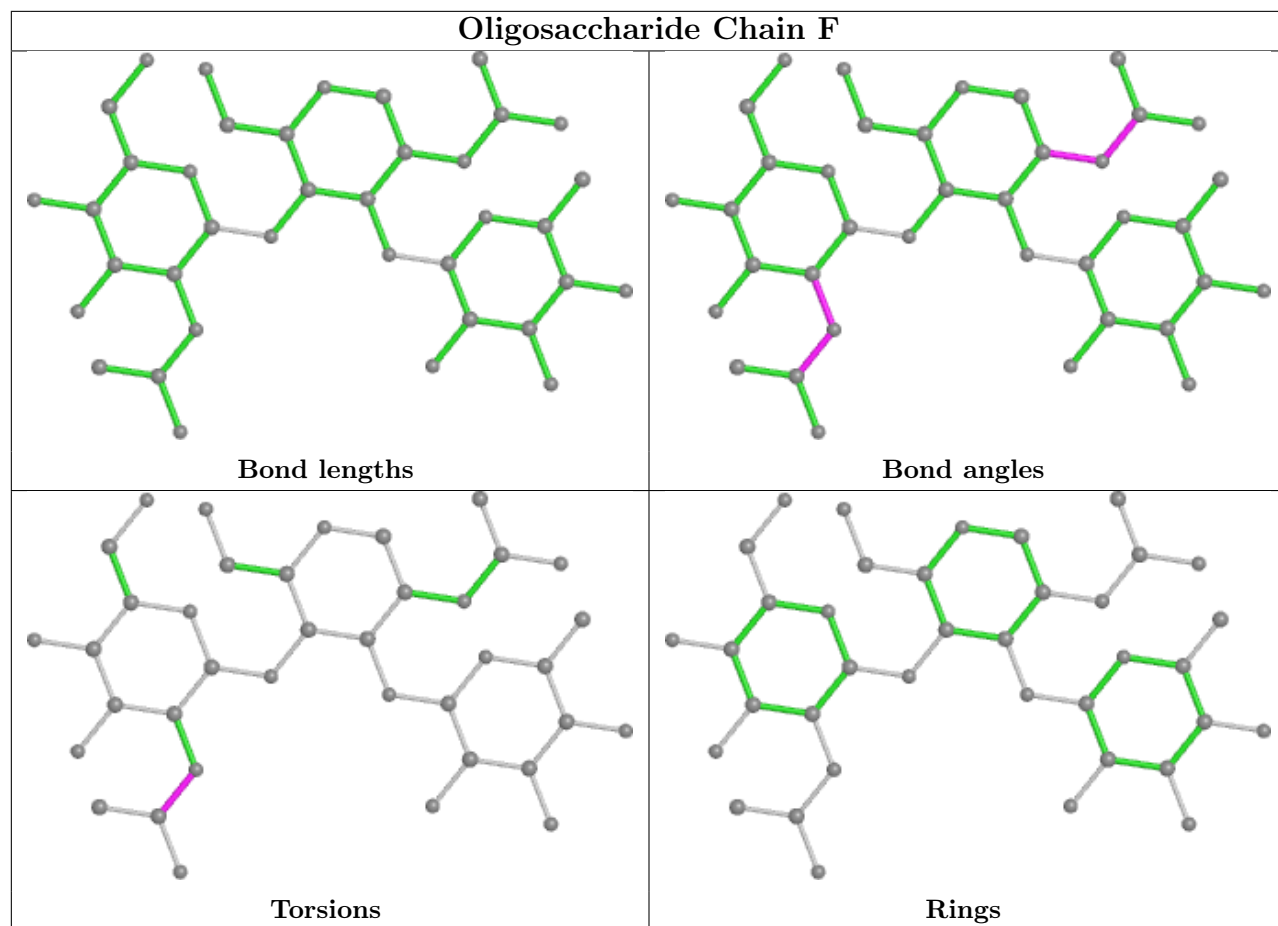 Oligosaccharide Chain F
Bond lengths
Bond angles
Torsions
Rings